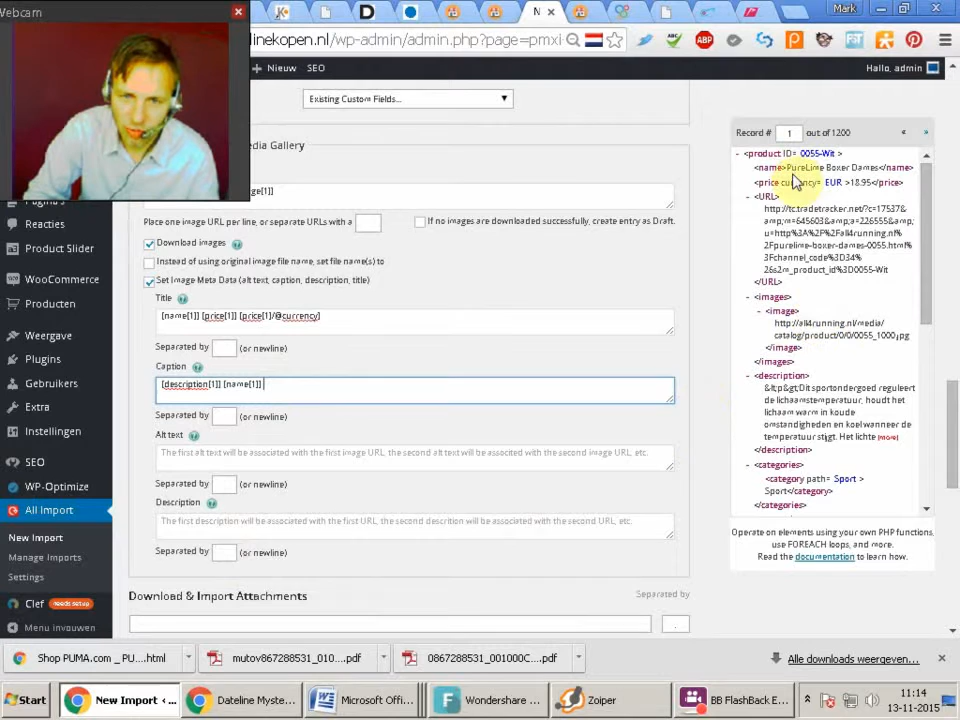 Webcam
Mark
linekopen.nl/wp-admin/admin.php?page=pmxi
ABP
Nieuw SEO
Hallo, admin
Existing Custom Fields...
edia Gallery
ge[1]]
Place one image URL per line, or separate URLs with a
If no images are downloaded successfully, create entry as Draft.
Download images
Instead of using original image file name, set file name(s) to
Set Image Meta Data (alt text, caption, description, title)
Title
[name[1]] [price[1]] [price[1]/@currency]
Separated by (or newline)
Caption
[description[1]] [name[1]]
Separated by (or newline)
Alt text
The first alt text will be associated with the first image URL, the second alt text will be associated with the second image URL, etc.
Separated by (or newline)
Description
The first description will be associated with the first URL, the second description will be associated with the second URL, etc.
Separated by (or newline)
Download & Import Attachments
Separated by
Reacties
Product Slider
WooCommerce
Producten
Weergave
Plugins
Gebruikers
Extra
Instellingen
SEO
WP-Optimize
All Import
New Import
Manage Imports
Settings
Clef needs setup
Menu invouwen
Record # 1 out of 1200
<product ID= 0055-Wit >
<name>PureLime Boxer Dames</name>
<price currency= EUR >18.95</price>
<URL>
http://tc.tradetracker.net/?c=17537&
amp;m=645603&amp;a=226555&am
p;u=http%3A%2F%2Fall4running.nl%
2Fpurelime-boxer-dames-0055.html%
3Fchannel_code%3D34%
26s2m_product_id%3D0055-Wit
</URL>
<images>
<image>
http://all4running.nl/media/
catalog/product/0/0/0055_1000.jpg
</image>
</images>
<description>
&lt;p&gt;Dit sportondergoed reguleert
de lichaamstemperatuur, houdt het
lichaam warm in koude
omstandigheden en koel wanneer de
temperatuur stijgt. Het lichte [more]
</description>
<categories>
<category path= Sport >
Sport</category>
Operate on elements using your own PHP functions,
use FOREACH loops, and more.
Read the documentation to learn how.
Shop PUMA.com _ PU....html
mutov867288531_010....pdf
0867288531_001000C....pdf
Alle downloads weergeven...
Start
New Import ‹ ...
Dateline Myste...
Microsoft Offi...
Wondershare ...
Zoiper
BB FlashBack E...
11:14
13-11-2015